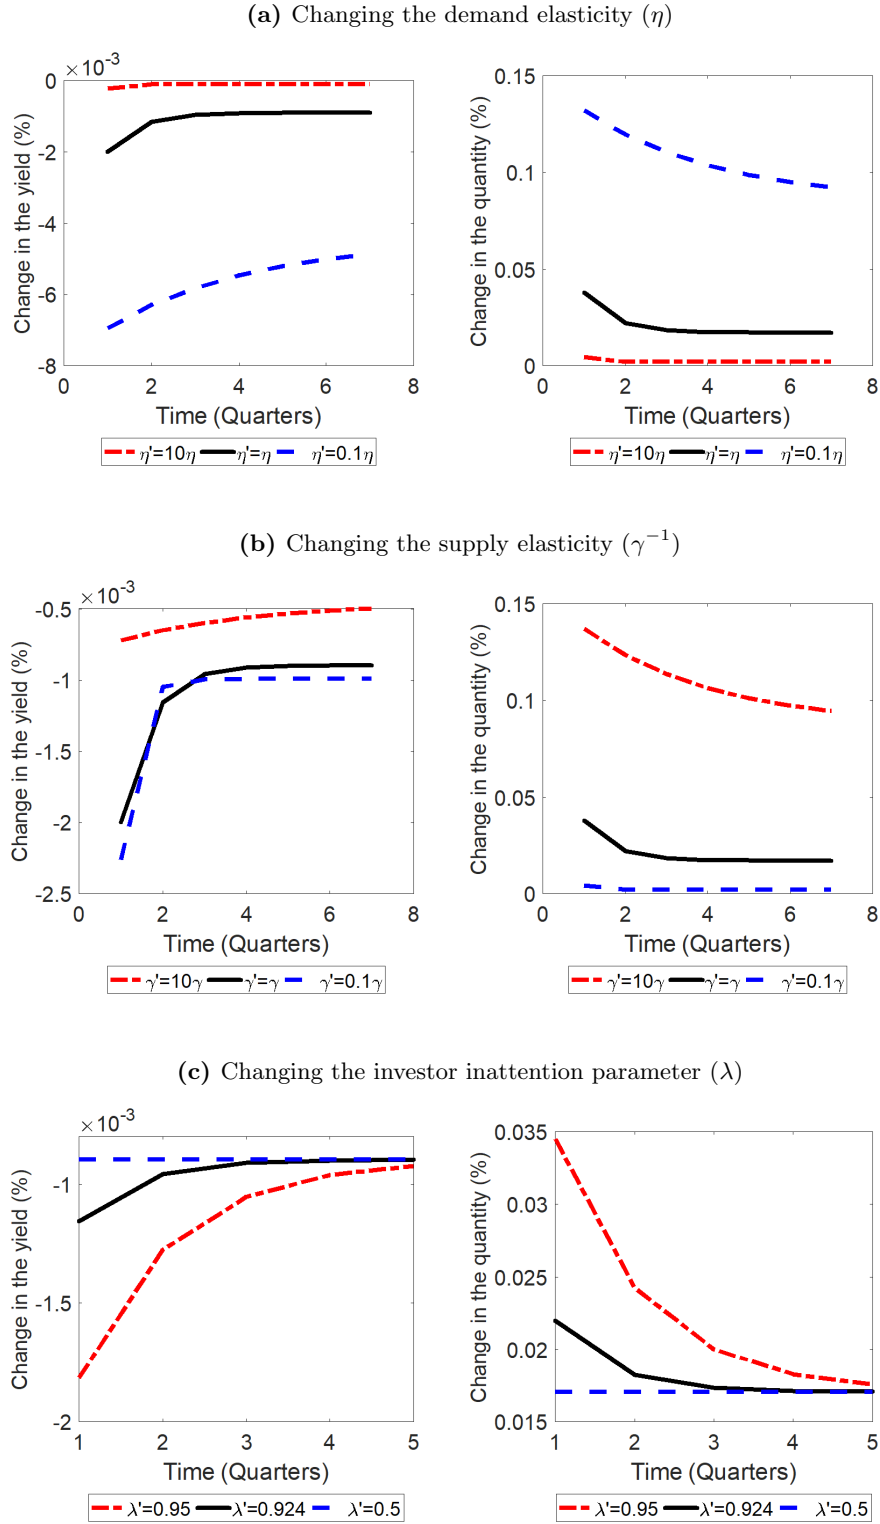 (a) Changing the demand elasticity (η)
×10⁻³
0
-2
-4
-6
-8
0 2 4 6 8
Change in the yield (%)
Time (Quarters)
η'=10η η'=η η'=0.1η
0.15
0.1
0.05
0
0 2 4 6 8
Change in the quantity (%)
Time (Quarters)
η'=10η η'=η η'=0.1η
(b) Changing the supply elasticity (γ⁻¹)
×10⁻³
-0.5
-1
-1.5
-2
-2.5
0 2 4 6 8
Change in the yield (%)
Time (Quarters)
γ'=10γ γ'=γ γ'=0.1γ
0.15
0.1
0.05
0
0 2 4 6 8
Change in the quantity (%)
Time (Quarters)
γ'=10γ γ'=γ γ'=0.1γ
(c) Changing the investor inattention parameter (λ)
×10⁻³
-1
-1.5
-2
1 2 3 4 5
Change in the yield (%)
Time (Quarters)
λ'=0.95 λ'=0.924 λ'=0.5
0.035
0.03
0.025
0.02
0.015
1 2 3 4 5
Change in the quantity (%)
Time (Quarters)
λ'=0.95 λ'=0.924 λ'=0.5